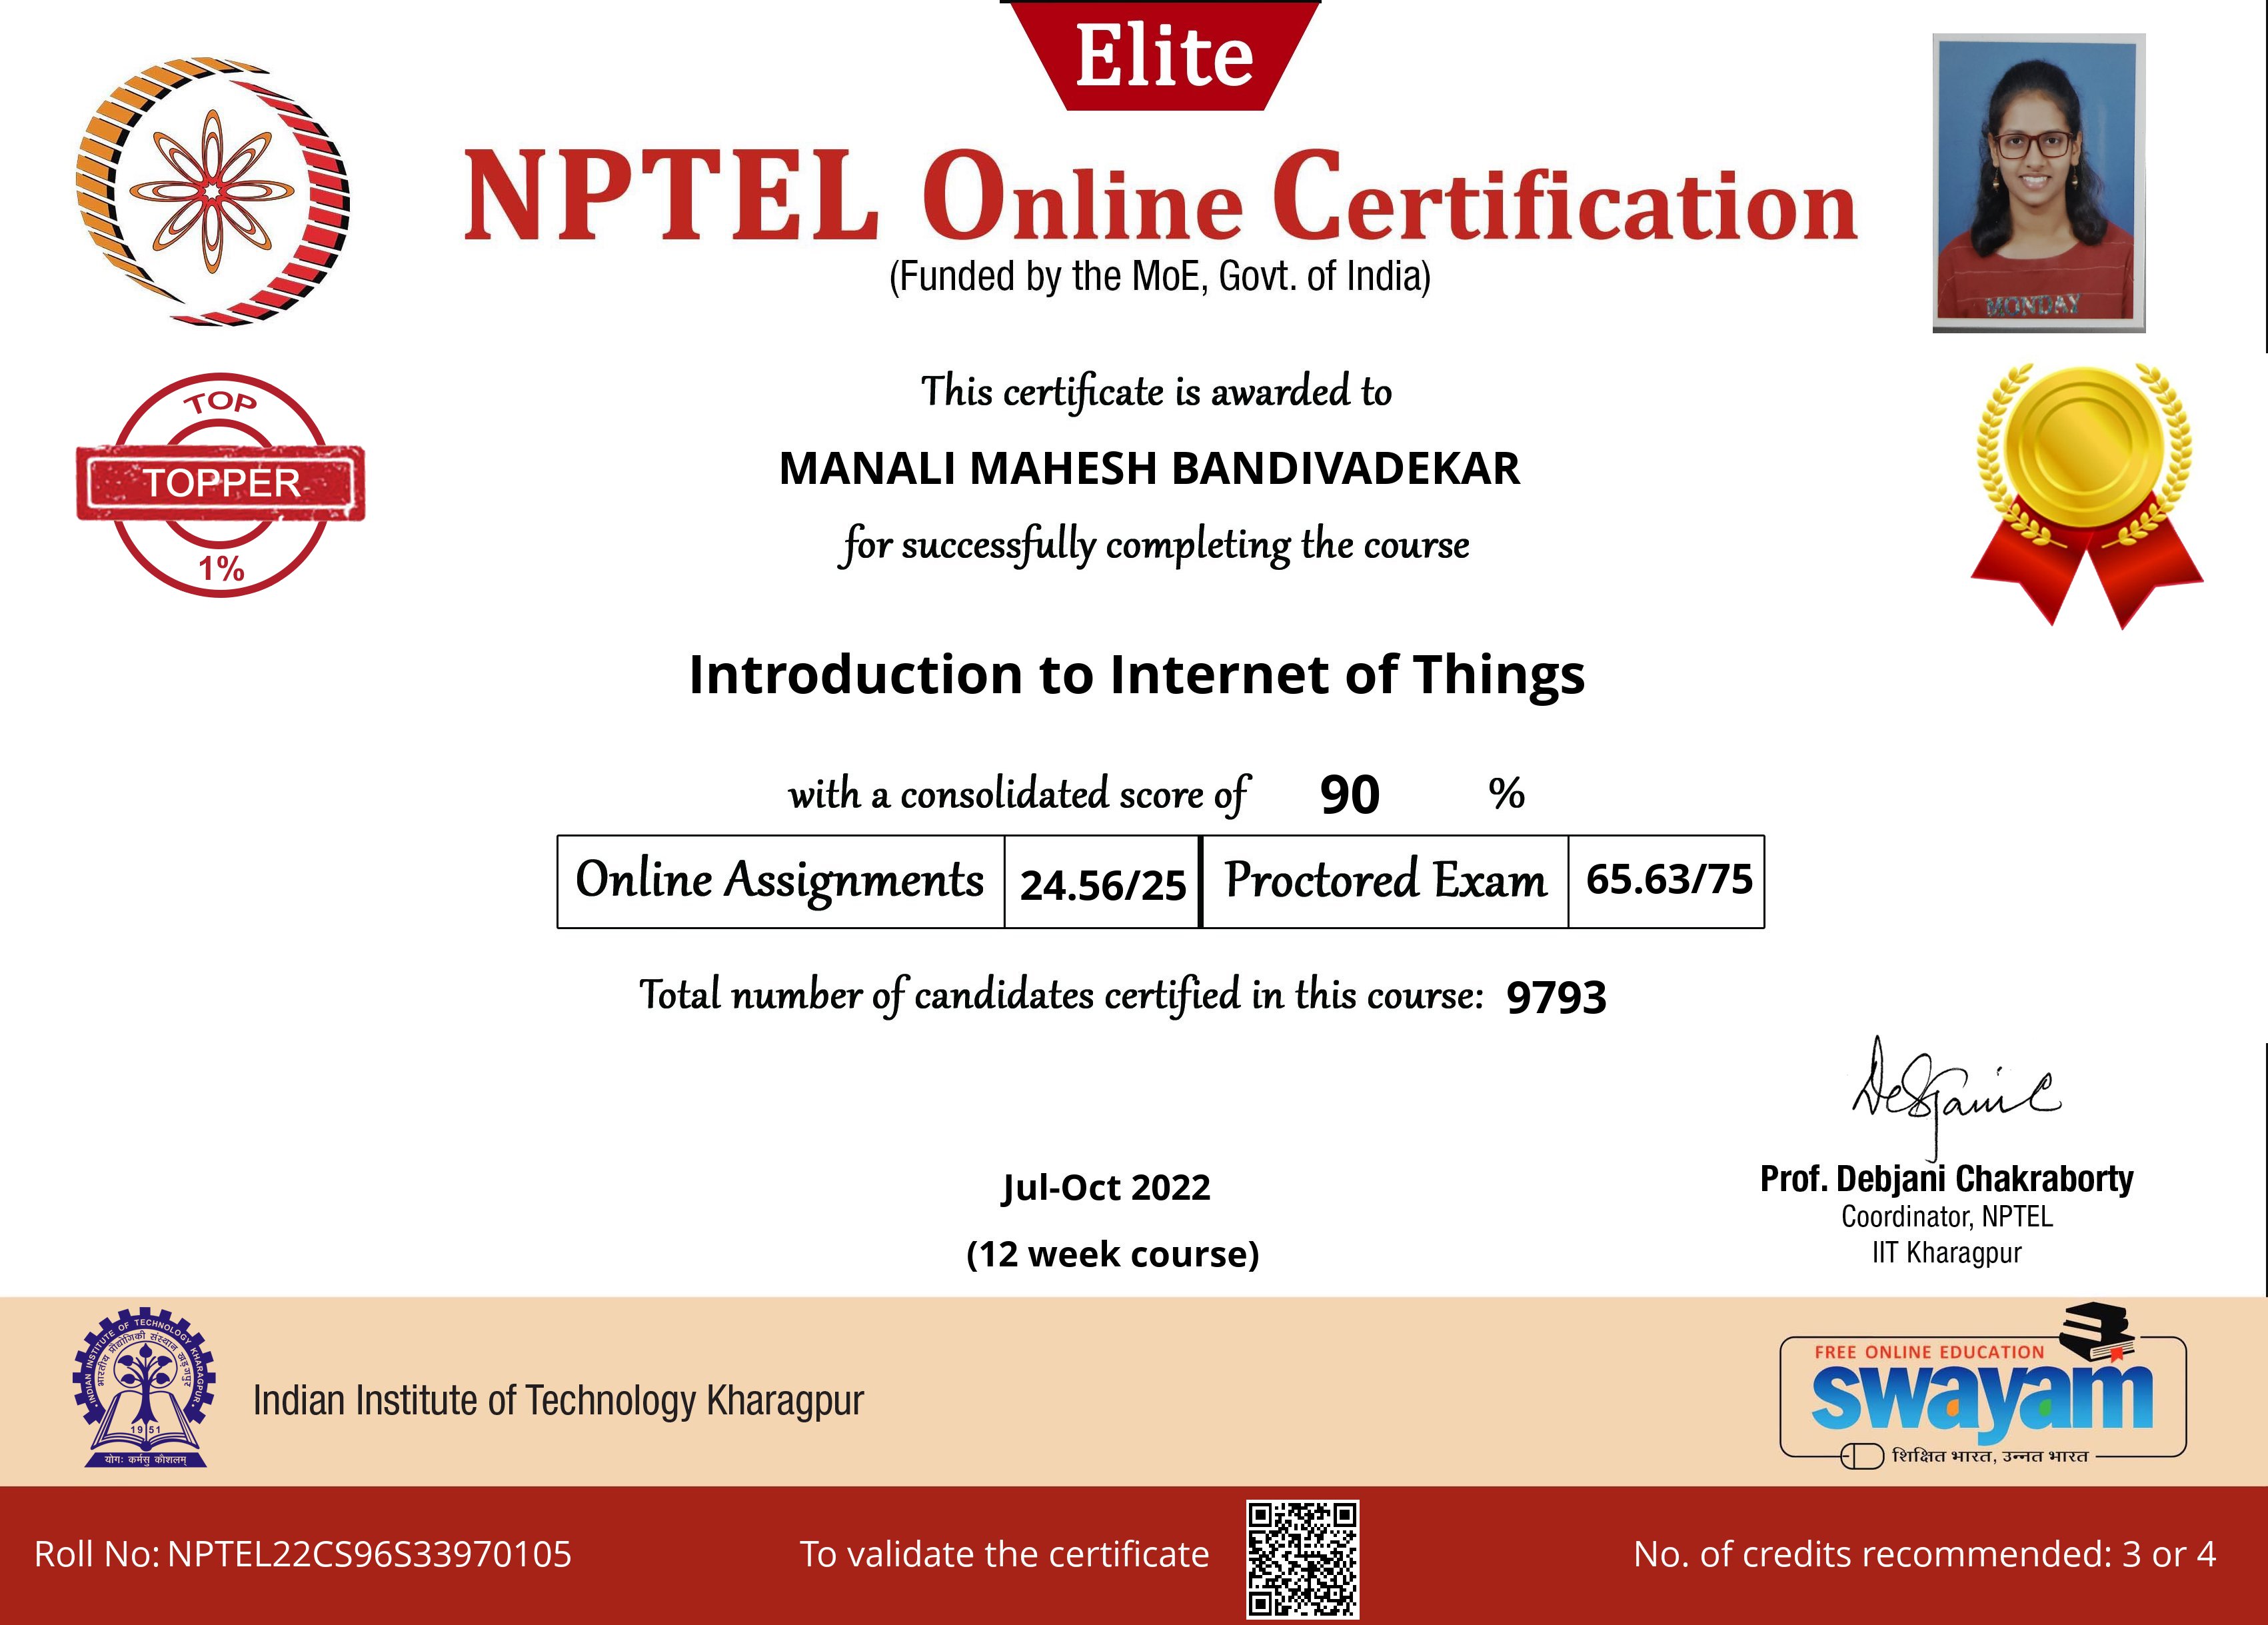 Elite
NPTEL Online Certification
(Funded by the MoE, Govt. of India)
MONDAY
TOP
TOPPER
1%
This certificate is awarded to
MANALI MAHESH BANDIVADEKAR
for successfully completing the course
Introduction to Internet of Things
with a consolidated score of 90 %
Online Assignments 24.56/25 Proctored Exam 65.63/75
Total number of candidates certified in this course: 9793
Jul-Oct 2022
(12 week course)
Debjani C
Prof. Debjani Chakraborty
Coordinator, NPTEL
IIT Kharagpur
INDIAN INSTITUTE OF TECHNOLOGY KHARAGPUR
भारतीय प्रौद्योगिकी संस्थान खड़गपुर
1951
योगः कर्मसु कौशलम्
Indian Institute of Technology Kharagpur
FREE ONLINE EDUCATION
swayam
शिक्षित भारत, उन्नत भारत
Roll No: NPTEL22CS96S33970105
To validate the certificate
No. of credits recommended: 3 or 4